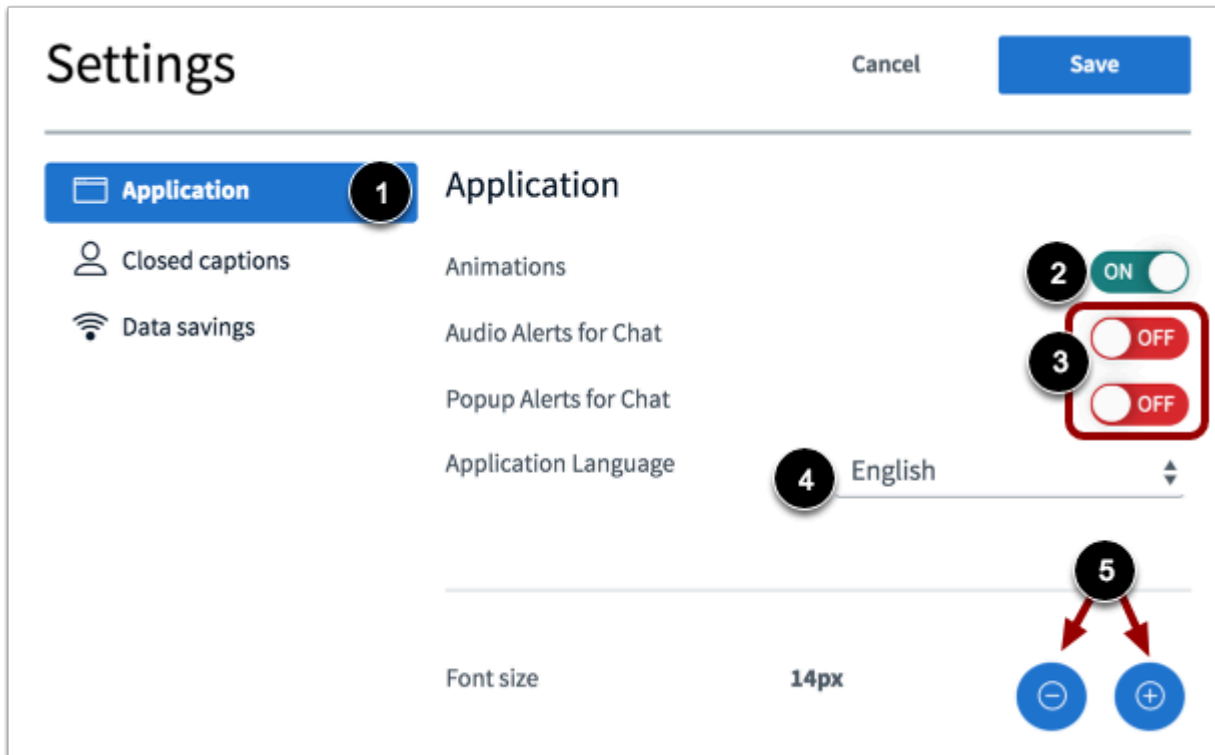 Settings
Cancel
Save
Application
1
Application
Closed captions
Animations
2
ON
Data savings
Audio Alerts for Chat
OFF
3
Popup Alerts for Chat
OFF
Application Language
4
English
5
Font size
14px